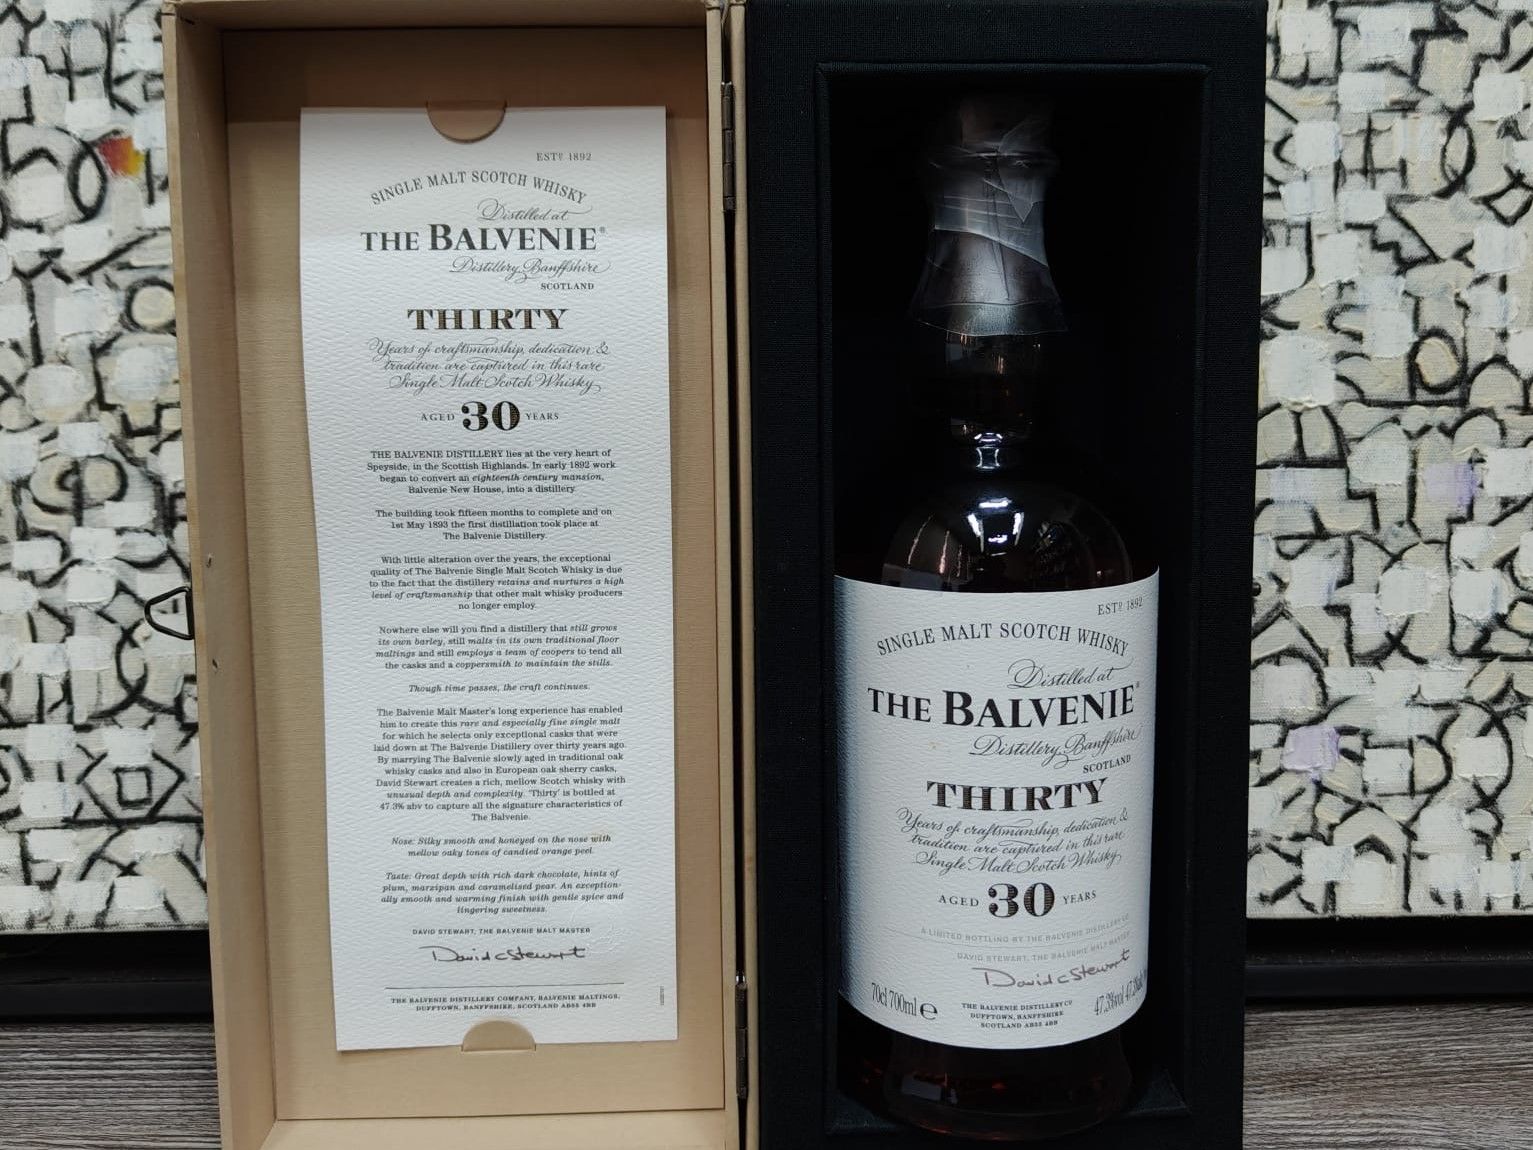 ESTD 1892
SINGLE MALT SCOTCH WHISKY
Distilled at
THE BALVENIE®
Distillery, Banffshire
SCOTLAND
THIRTY
Years of craftsmanship, dedication &
tradition are captured in this rare
Single Malt Scotch Whisky
AGED 30 YEARS
THE BALVENIE DISTILLERY lies at the very heart of
Speyside, in the Scottish Highlands. In early 1892 work
began to convert an eighteenth century mansion,
Balvenie New House, into a distillery.
The building took fifteen months to complete and on
1st May 1893 the first distillation took place at
The Balvenie Distillery.
With little alteration over the years, the exceptional
quality of The Balvenie Single Malt Scotch Whisky is due
to the fact that the distillery retains and nurtures a high
level of craftsmanship that other malt whisky producers
no longer employ.
Nowhere else will you find a distillery that still grows
its own barley, still malts in its own traditional floor
maltings and still employs a team of coopers to tend all
the casks and a coppersmith to maintain the stills.
Though time passes, the craft continues.
The Balvenie Malt Master's long experience has enabled
him to create this rare and especially fine single malt
for which he selects only exceptional casks that were
laid down at The Balvenie Distillery over thirty years ago.
By marrying The Balvenie slowly aged in traditional oak
whisky casks and also in European oak sherry casks,
David Stewart creates a rich, mellow Scotch whisky with
unusual depth and complexity. 'Thirty' is bottled at
47.3% abv to capture all the signature characteristics of
The Balvenie.
Nose: Silky smooth and honeyed on the nose with
mellow oaky tones of candied orange peel.
Taste: Great depth with rich dark chocolate, hints of
plum, marzipan and caramelised pear. An exception-
ally smooth and warming finish with gentle spice and
lingering sweetness.
DAVID STEWART, THE BALVENIE MALT MASTER
David C Stewart
THE BALVENIE DISTILLERY COMPANY, BALVENIE MALTINGS,
DUFFTOWN, BANFFSHIRE, SCOTLAND AB55 4BB
ESTD 1892
SINGLE MALT SCOTCH WHISKY
Distilled at
THE BALVENIE®
Distillery, Banffshire
SCOTLAND
THIRTY
Years of craftsmanship, dedication &
tradition are captured in this rare
Single Malt Scotch Whisky
AGED 30 YEARS
A LIMITED BOTTLING BY THE BALVENIE DISTILLERY CO
DAVID STEWART, THE BALVENIE MALT MASTER
David C Stewart
70cl 700ml e
THE BALVENIE DISTILLERY CO
DUFFTOWN, BANFFSHIRE
SCOTLAND AB55 4BB
47.3%vol